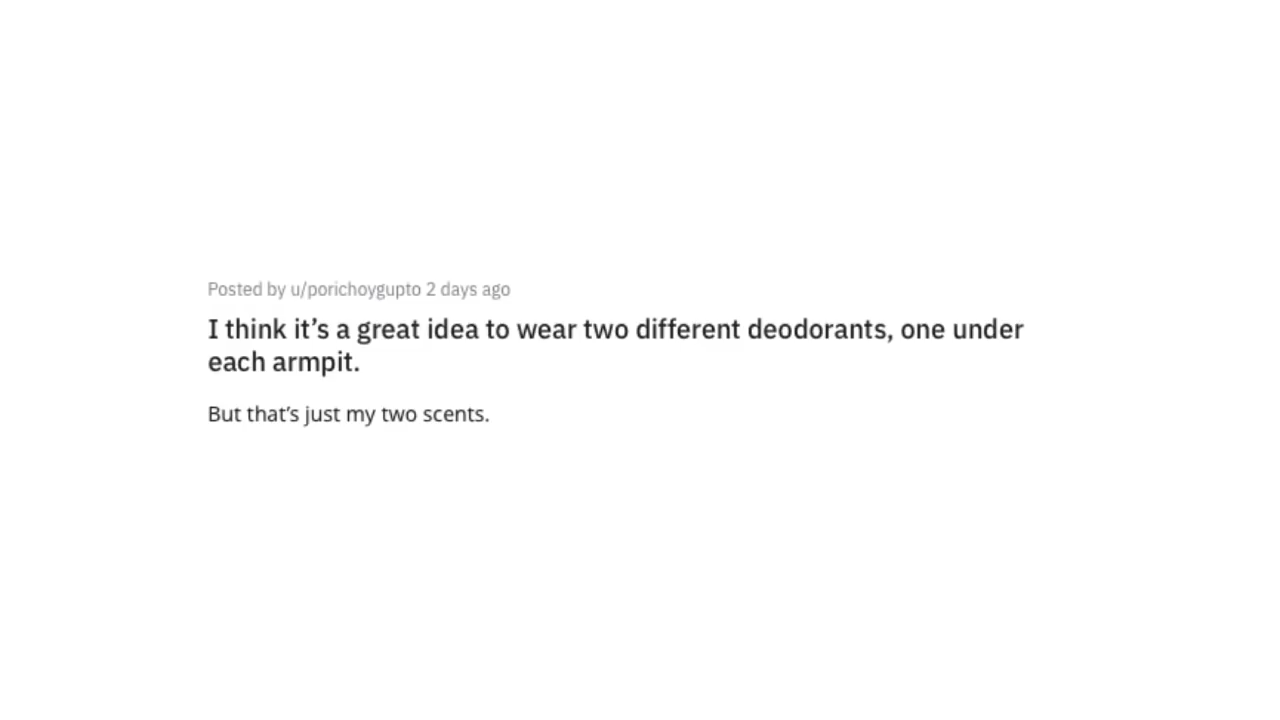 Posted by u/porichoygupto 2 days ago
I think it’s a great idea to wear two different deodorants, one under
each armpit.
But that’s just my two scents.